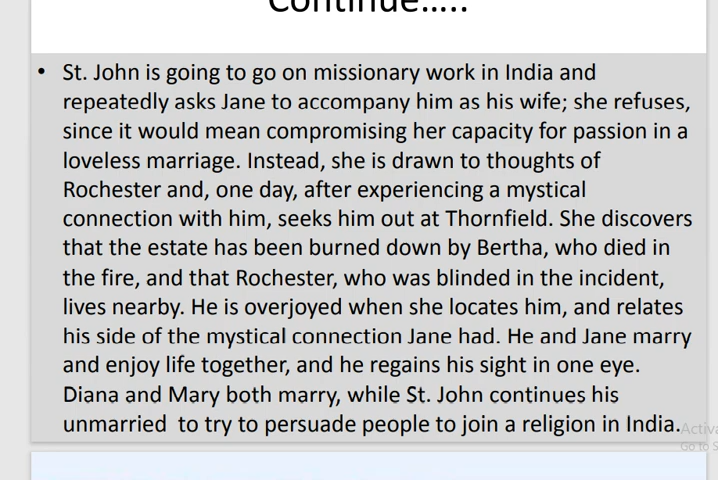 Continue.....
• St. John is going to go on missionary work in India and
repeatedly asks Jane to accompany him as his wife; she refuses,
since it would mean compromising her capacity for passion in a
loveless marriage. Instead, she is drawn to thoughts of
Rochester and, one day, after experiencing a mystical
connection with him, seeks him out at Thornfield. She discovers
that the estate has been burned down by Bertha, who died in
the fire, and that Rochester, who was blinded in the incident,
lives nearby. He is overjoyed when she locates him, and relates
his side of the mystical connection Jane had. He and Jane marry
and enjoy life together, and he regains his sight in one eye.
Diana and Mary both marry, while St. John continues his
unmarried  to try to persuade people to join a religion in India.
Activa
Go to S